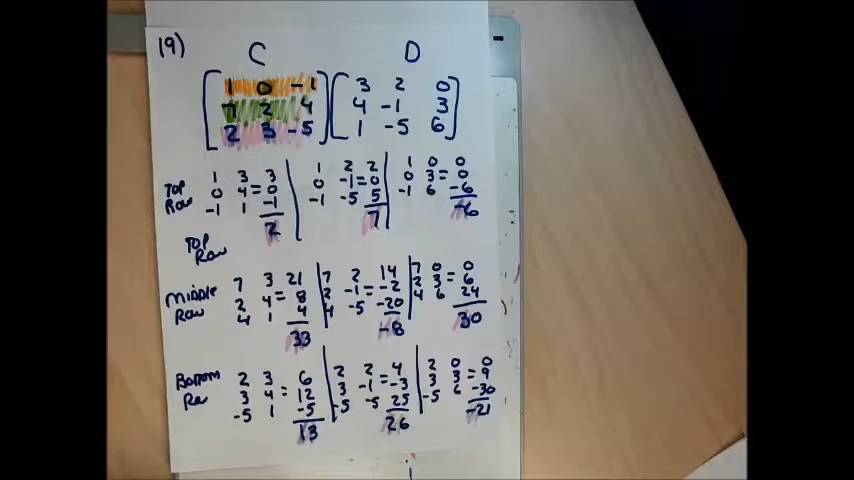 19)
C D
1 0 -1 3 2 0
7 2 4 4 -1 3
2 3 -5 1 -5 6
Top Row
1 3 3 1 2 2 1 0 0
0 4 = 0 0 -1 = 0 0 3 = 0
-1 1 -1 -1 -5 5 -1 6 -6
2 7 -6
Top Row
Middle Row
7 3 21 7 2 14 7 0 0
2 4 = 8 2 -1 = -2 2 3 = 6
4 1 4 4 -5 -20 4 6 24
33 -8 30
Bottom
2 3 6 2 2 4 2 0 0
3 4 = 12 3 -1 = -3 3 3 = 9
-5 1 -5 -5 -5 25 -5 6 -30
13 26 -21